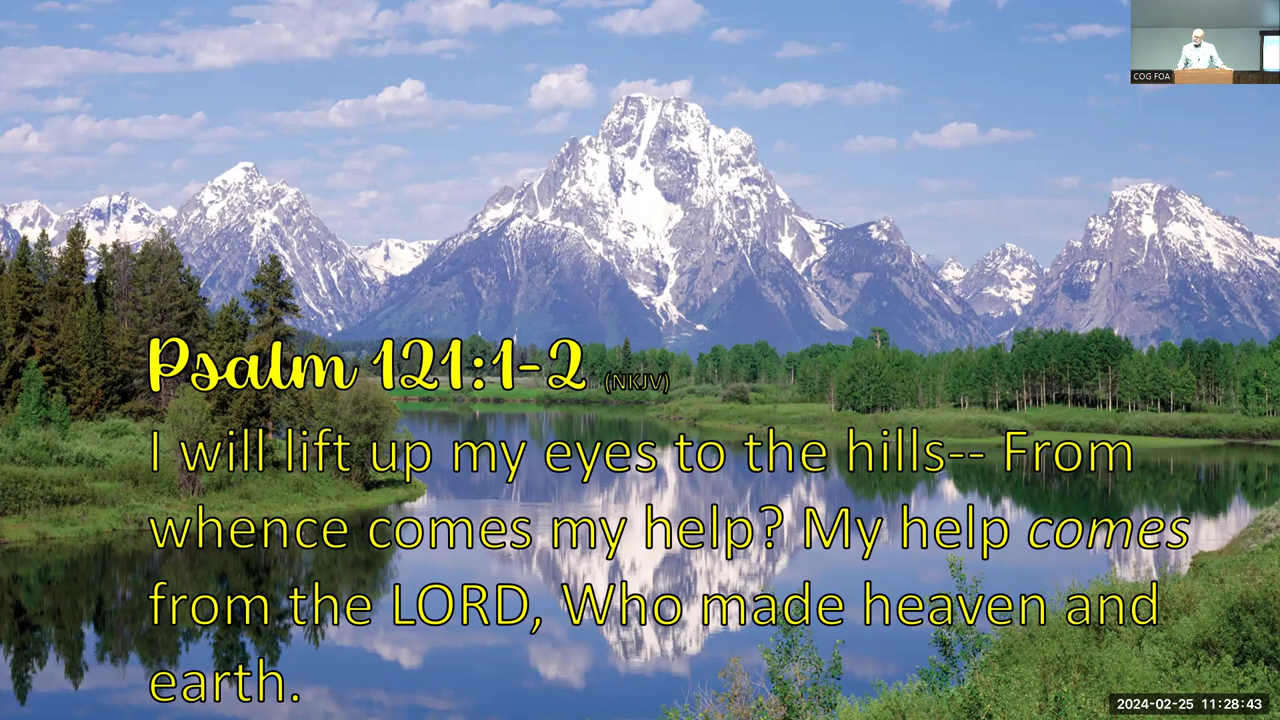 COG FOA
Psalm 121:1-2 (NKJV)
I will lift up my eyes to the hills-- From
whence comes my help? My help comes
from the LORD, Who made heaven and
earth.
2024-02-25 11:28:43